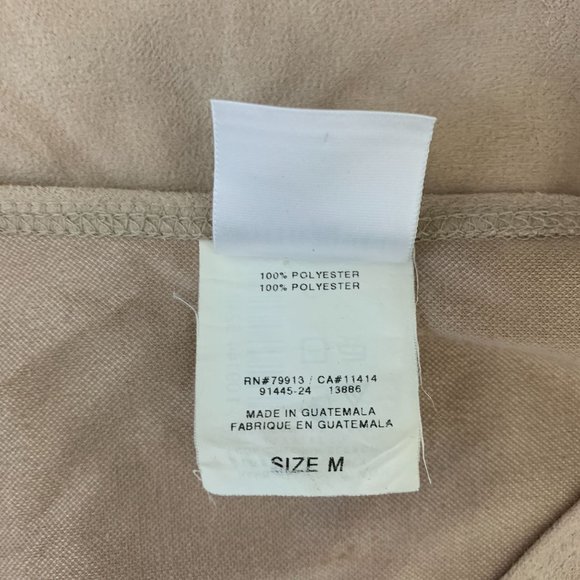 100% POLYESTER
100% POLYESTER
RN#79913 / CA#11414
91445-24 13886
MADE IN GUATEMALA
FABRIQUE EN GUATEMALA
SIZE M